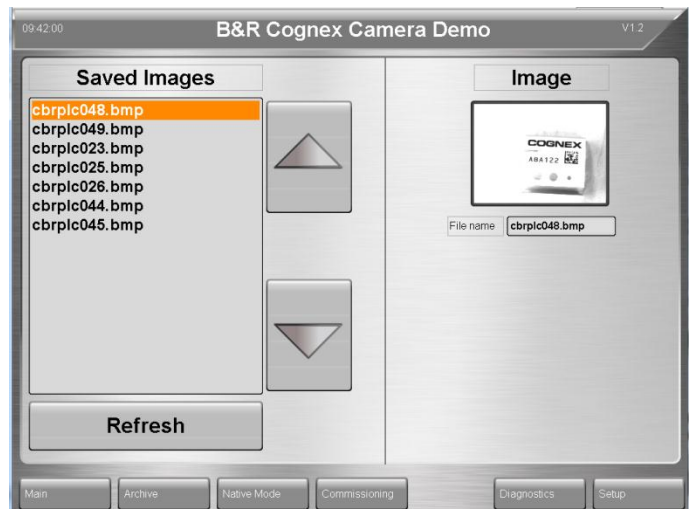 09:42:00
B&R Cognex Camera Demo
V1.2
Saved Images
cbrplc048.bmp
cbrplc049.bmp
cbrplc023.bmp
cbrplc025.bmp
cbrplc026.bmp
cbrplc044.bmp
cbrplc045.bmp
Refresh
Image
COGNEX
ABA122
File name cbrplc048.bmp
Main Archive Native Mode Commissioning Diagnostics Setup